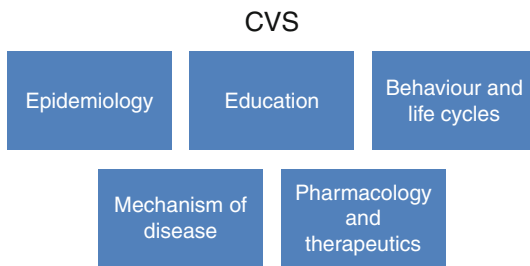 CVS
Epidemiology
Education
Behaviour and
life cycles
Mechanism of
disease
Pharmacology
and
therapeutics